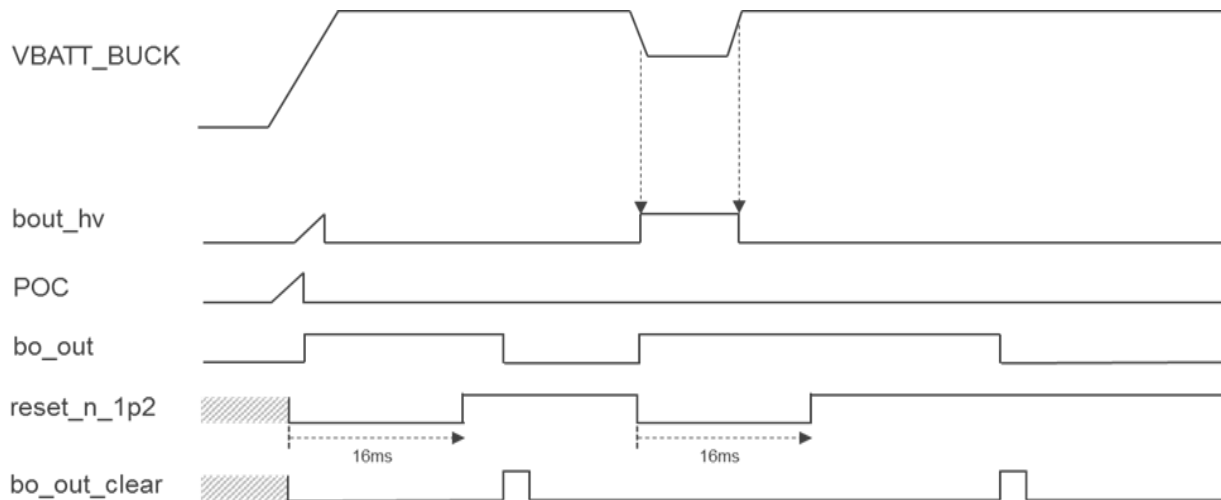 VBATT_BUCK
bout_hv
POC
bo_out
reset_n_1p2
16ms 16ms
bo_out_clear